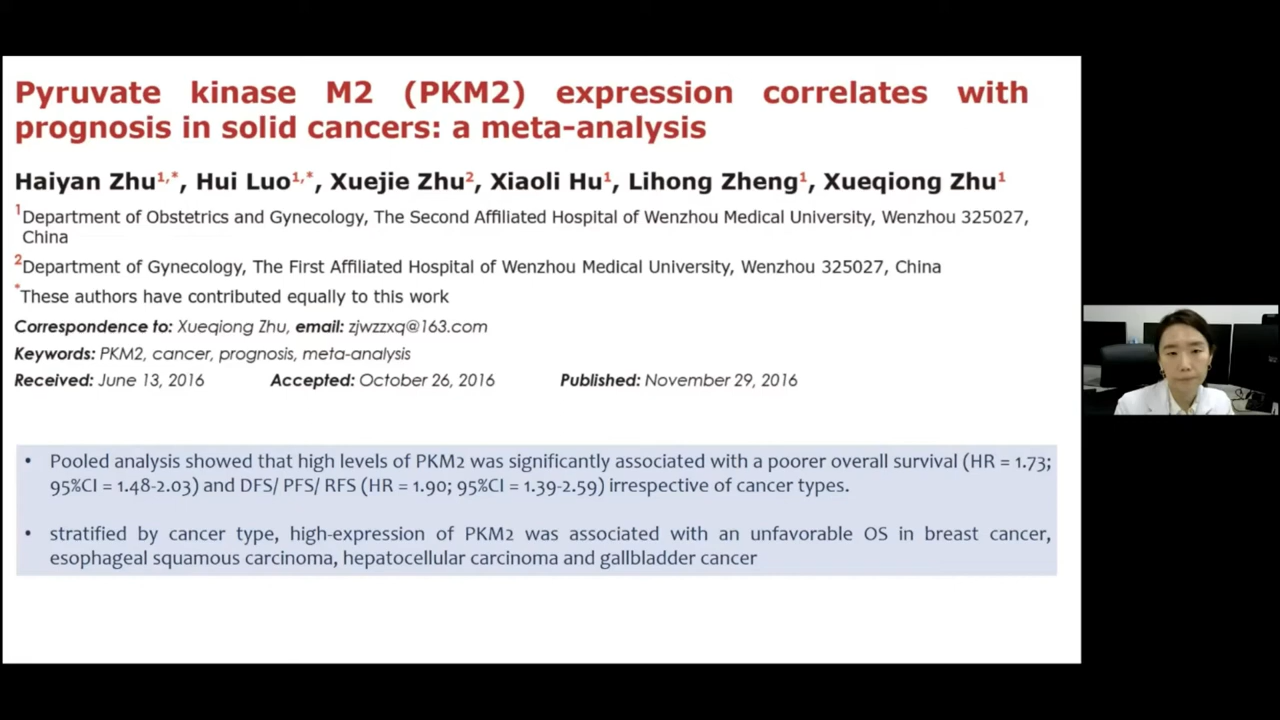 Pyruvate kinase M2 (PKM2) expression correlates with
prognosis in solid cancers: a meta-analysis
Haiyan Zhu1,*, Hui Luo1,*, Xuejie Zhu2, Xiaoli Hu1, Lihong Zheng1, Xueqiong Zhu1
1Department of Obstetrics and Gynecology, The Second Affiliated Hospital of Wenzhou Medical University, Wenzhou 325027,
China
2Department of Gynecology, The First Affiliated Hospital of Wenzhou Medical University, Wenzhou 325027, China
*These authors have contributed equally to this work
Correspondence to: Xueqiong Zhu, email: zjwzzxq@163.com
Keywords: PKM2, cancer, prognosis, meta-analysis
Received: June 13, 2016 Accepted: October 26, 2016 Published: November 29, 2016
• Pooled analysis showed that high levels of PKM2 was significantly associated with a poorer overall survival (HR = 1.73;
95%CI = 1.48-2.03) and DFS/ PFS/ RFS (HR = 1.90; 95%CI = 1.39-2.59) irrespective of cancer types.
• stratified by cancer type, high-expression of PKM2 was associated with an unfavorable OS in breast cancer,
esophageal squamous carcinoma, hepatocellular carcinoma and gallbladder cancer